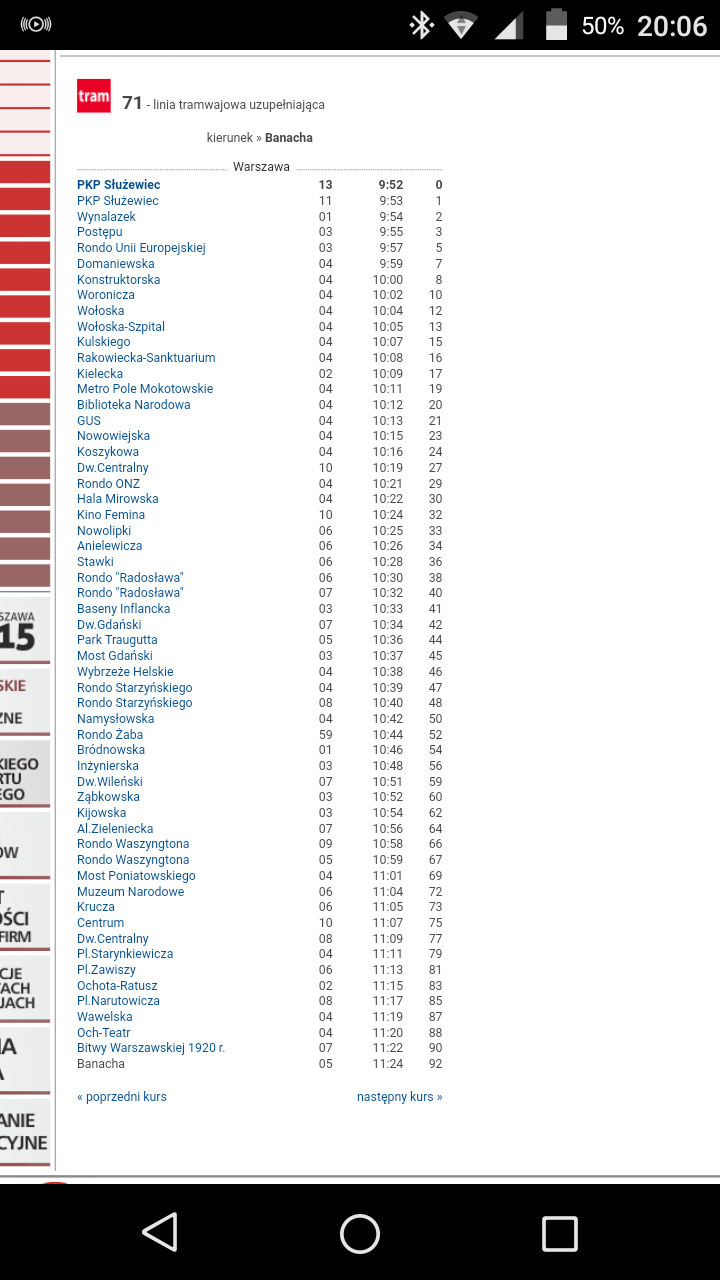 50% 20:06
tram 71 - linia tramwajowa uzupełniająca
kierunek » Banacha
Warszawa
PKP Służewiec 13 9:52 0
PKP Służewiec 11 9:53 1
Wynalazek 01 9:54 2
Postępu 03 9:55 3
Rondo Unii Europejskiej 03 9:57 5
Domaniewska 04 9:59 7
Konstruktorska 04 10:00 8
Woronicza 04 10:02 10
Wołoska 04 10:04 12
Wołoska-Szpital 04 10:05 13
Kulskiego 04 10:07 15
Rakowiecka-Sanktuarium 04 10:08 16
Kielecka 02 10:09 17
Metro Pole Mokotowskie 04 10:11 19
Biblioteka Narodowa 04 10:12 20
GUS 04 10:13 21
Nowowiejska 04 10:15 23
Koszykowa 04 10:16 24
Dw.Centralny 10 10:19 27
Rondo ONZ 04 10:21 29
Hala Mirowska 04 10:22 30
Kino Femina 10 10:24 32
Nowolipki 06 10:25 33
Anielewicza 06 10:26 34
Stawki 06 10:28 36
Rondo "Radosława" 06 10:30 38
Rondo "Radosława" 07 10:32 40
Baseny Inflancka 03 10:33 41
Dw.Gdański 07 10:34 42
Park Traugutta 05 10:36 44
Most Gdański 03 10:37 45
Wybrzeże Helskie 04 10:38 46
Rondo Starzyńskiego 04 10:39 47
Rondo Starzyńskiego 08 10:40 48
Namysłowska 04 10:42 50
Rondo Żaba 59 10:44 52
Bródnowska 01 10:46 54
Inżynierska 03 10:48 56
Dw.Wileński 07 10:51 59
Ząbkowska 03 10:52 60
Kijowska 03 10:54 62
Al.Zieleniecka 07 10:56 64
Rondo Waszyngtona 09 10:58 66
Rondo Waszyngtona 05 10:59 67
Most Poniatowskiego 04 11:01 69
Muzeum Narodowe 06 11:04 72
Krucza 06 11:05 73
Centrum 10 11:07 75
Dw.Centralny 08 11:09 77
Pl.Starynkiewicza 04 11:11 79
Pl.Zawiszy 06 11:13 81
Ochota-Ratusz 02 11:15 83
Pl.Narutowicza 08 11:17 85
Wawelska 04 11:19 87
Och-Teatr 04 11:20 88
Bitwy Warszawskiej 1920 r. 07 11:22 90
Banacha 05 11:24 92
« poprzedni kurs następny kurs »
SZAWA
15
SKIE
ZNE
KIEGO
RTU
EGO
OW
T
OŚCI
FIRM
CJE
TACH
JACH
IA
A
ANIE
CYJNE